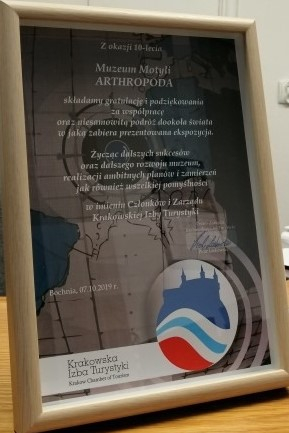 Z okazji 10-lecia
Muzeum Motyli
ARTHROPODA
składamy gratulacje i podziękowania
za współpracę
oraz niesamowitą podróż dookoła świata
w jaką zabiera prezentowana ekspozycja.
Życząc dalszych sukcesów
oraz dalszego rozwoju muzeum,
realizacji ambitnych planów i zamierzeń
jak również wszelkiej pomyślności
w imieniu Członków i Zarządu
Krakowskiej Izby Turystyki
Bochnia, 07.10.2019 r.
Krakowska
Izba Turystyki
Krakow Chamber of Tourism